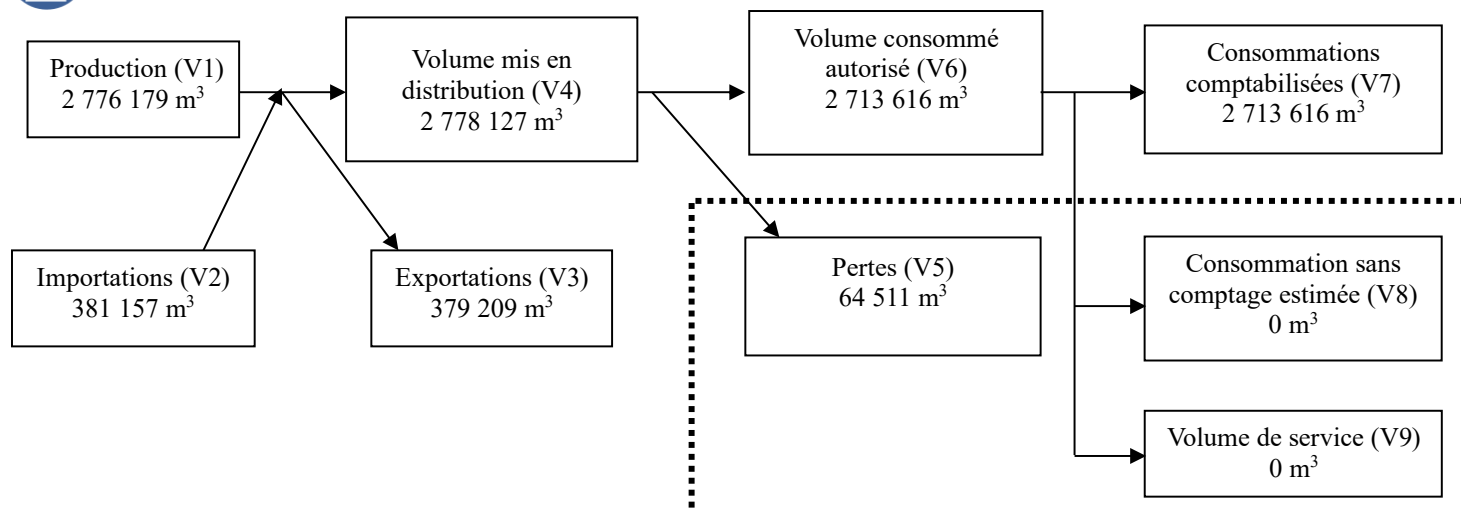 Production (V1)
2 776 179 m³
Volume mis en
distribution (V4)
2 778 127 m³
Volume consommé
autorisé (V6)
2 713 616 m³
Consommations
comptabilisées (V7)
2 713 616 m³
Importations (V2)
381 157 m³
Exportations (V3)
379 209 m³
Pertes (V5)
64 511 m³
Consommation sans
comptage estimée (V8)
0 m³
Volume de service (V9)
0 m³